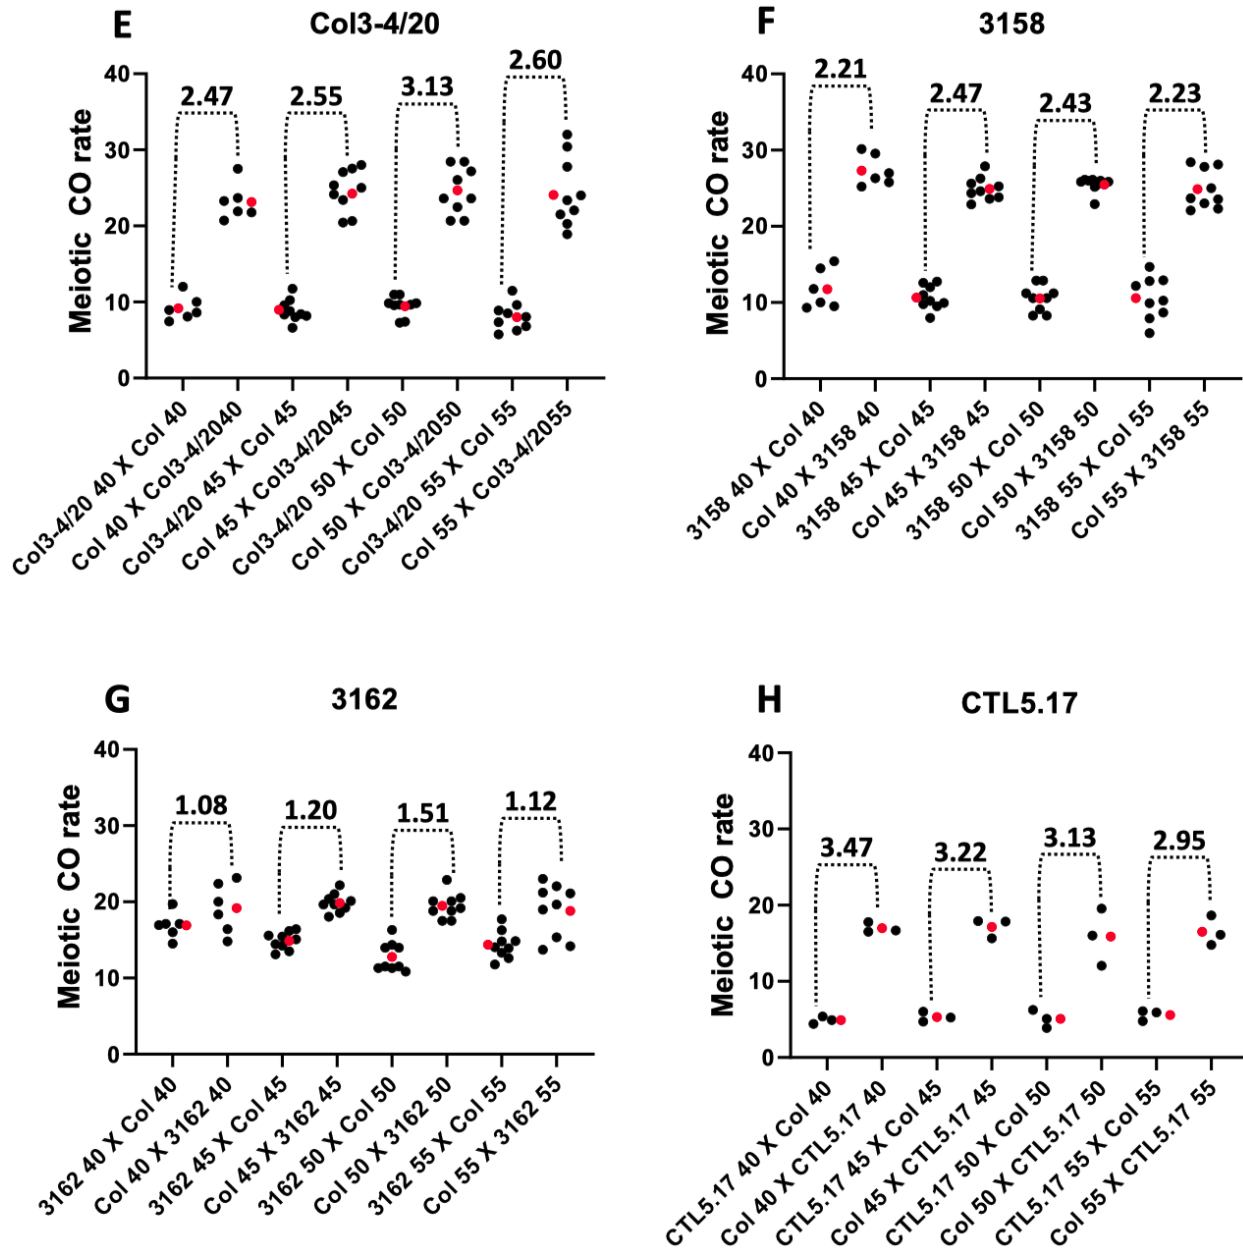 E
Col3-4/20
Meiotic CO rate
40
30
20
10
0
2.47
2.55
3.13
2.60
Col3-4/20 40 X Col 40
Col 40 X Col3-4/2040
Col3-4/20 45 X Col 45
Col 45 X Col3-4/2045
Col3-4/20 50 X Col 50
Col 50 X Col3-4/2050
Col3-4/20 55 X Col 55
Col 55 X Col3-4/2055
F
3158
Meiotic CO rate
40
30
20
10
0
2.21
2.47
2.43
2.23
3158 40 X Col 40
Col 40 X 3158 40
3158 45 X Col 45
Col 45 X 3158 45
3158 50 X Col 50
Col 50 X 3158 50
3158 55 X Col 55
Col 55 X 3158 55
G
3162
Meiotic CO rate
40
30
20
10
0
1.08
1.20
1.51
1.12
3162 40 X Col 40
Col 40 X 3162 40
3162 45 X Col 45
Col 45 X 3162 45
3162 50 X Col 50
Col 50 X 3162 50
3162 55 X Col 55
Col 55 X 3162 55
H
CTL5.17
Meiotic CO rate
40
30
20
10
0
3.47
3.22
3.13
2.95
CTL5.17 40 X Col 40
Col 40 X CTL5.17 40
CTL5.17 45 X Col 45
Col 45 X CTL5.17 45
CTL5.17 50 X Col 50
Col 50 X CTL5.17 50
CTL5.17 55 X Col 55
Col 55 X CTL5.17 55